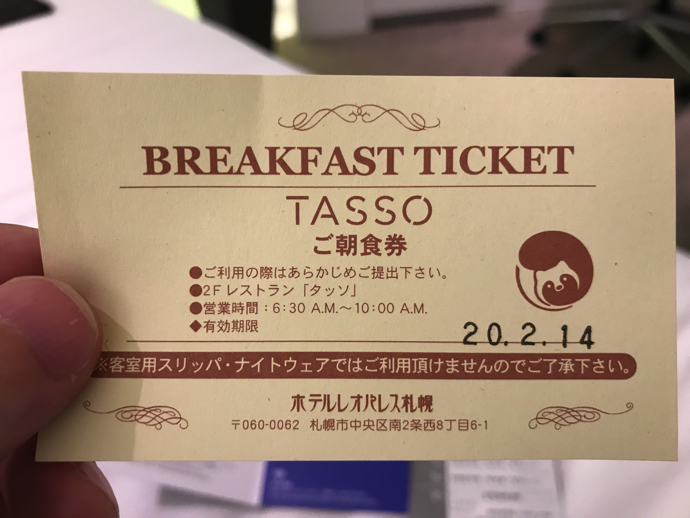 BREAKFAST TICKET
TASSO
ご朝食券
●ご利用の際はあらかじめご提出下さい。
●2Fレストラン「タッソ」
●営業時間:6:30 A.M.～10:00 A.M.
◆有効期限 20.2.14
※客室用スリッパ・ナイトウェアではご利用頂けませんのでご了承下さい。
ホテルレオパレス札幌
〒060-0062 札幌市中央区南2条西8丁目6-1